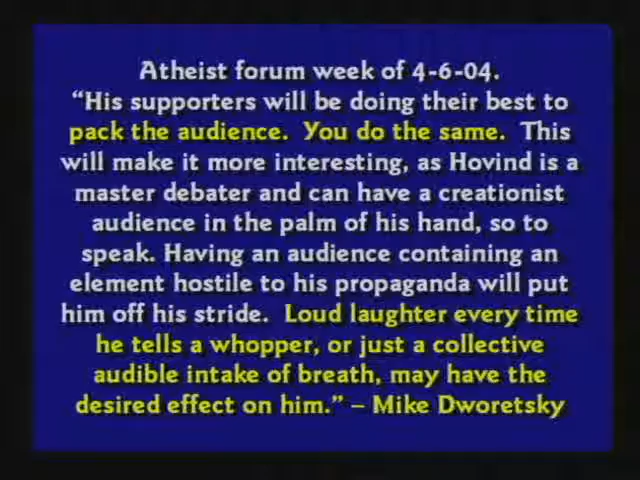 Atheist forum week of 4-6-04.
“His supporters will be doing their best to
pack the audience. You do the same. This
will make it more interesting, as Hovind is a
master debater and can have a creationist
audience in the palm of his hand, so to
speak. Having an audience containing an
element hostile to his propaganda will put
him off his stride. Loud laughter every time
he tells a whopper, or just a collective
audible intake of breath, may have the
desired effect on him.” – Mike Dworetsky